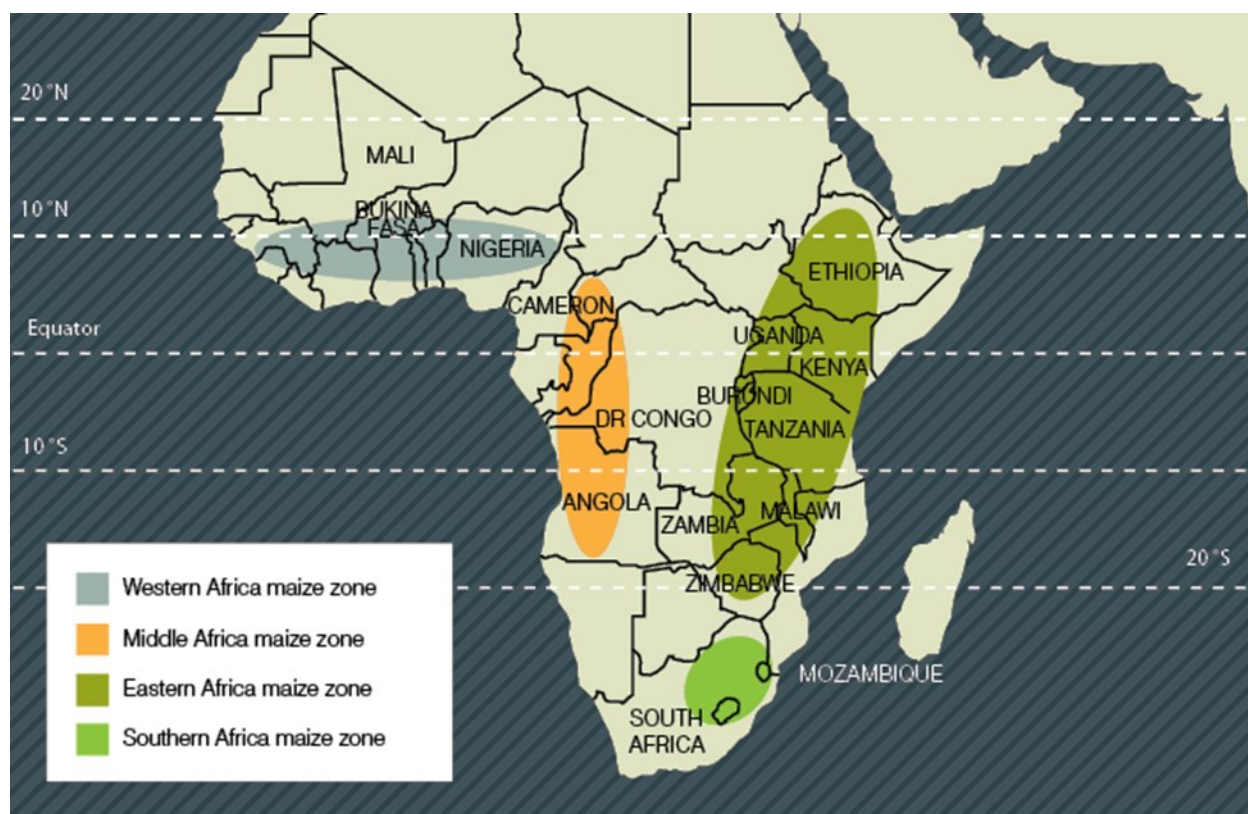 20°N
MALI
10°N
BUKINA
FASA
NIGERIA
ETHIOPIA
CAMERON
Equator
UGANDA
KENYA
BURUNDI
DR CONGO
TANZANIA
10°S
ANGOLA
ZAMBIA
MALAWI
20°S
ZIMBABWE
MOZAMBIQUE
SOUTH
AFRICA
Western Africa maize zone
Middle Africa maize zone
Eastern Africa maize zone
Southern Africa maize zone